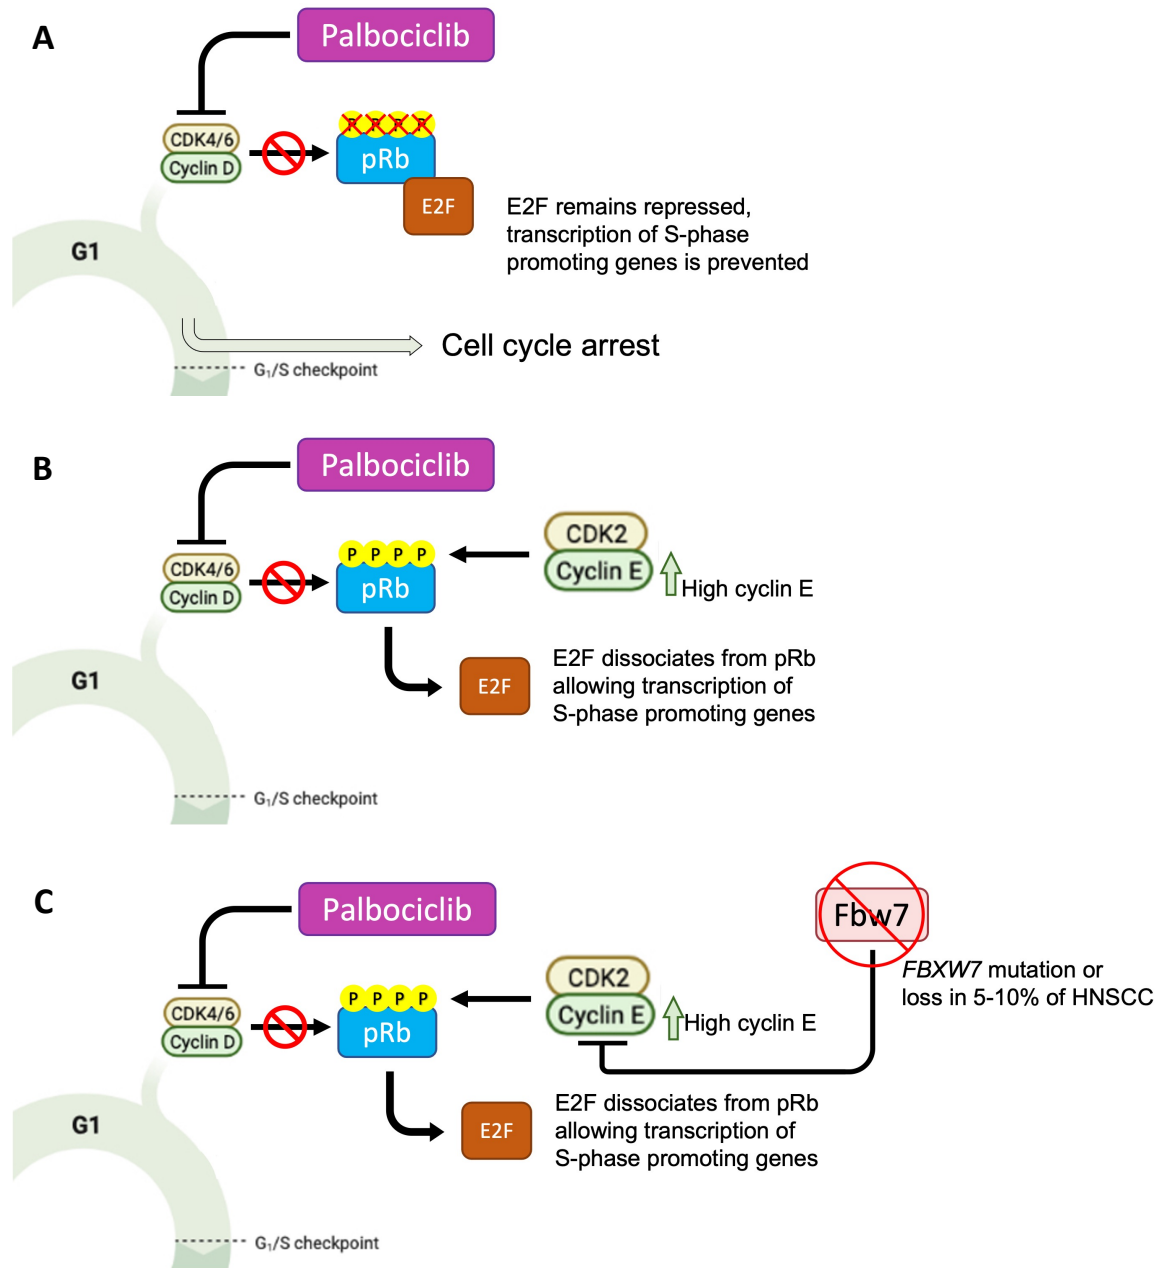 A
Palbociclib
CDK4/6
Cyclin D
P P P P
pRb
E2F
E2F remains repressed,
transcription of S-phase
promoting genes is prevented
G1
Cell cycle arrest
G₁/S checkpoint
B
Palbociclib
CDK4/6
Cyclin D
P P P P
pRb
CDK2
Cyclin E
High cyclin E
E2F
E2F dissociates from pRb
allowing transcription of
S-phase promoting genes
G1
G₁/S checkpoint
C
Palbociclib
Fbw7
FBXW7 mutation or
loss in 5-10% of HNSCC
CDK4/6
Cyclin D
P P P P
pRb
CDK2
Cyclin E
High cyclin E
E2F
E2F dissociates from pRb
allowing transcription of
S-phase promoting genes
G1
G₁/S checkpoint